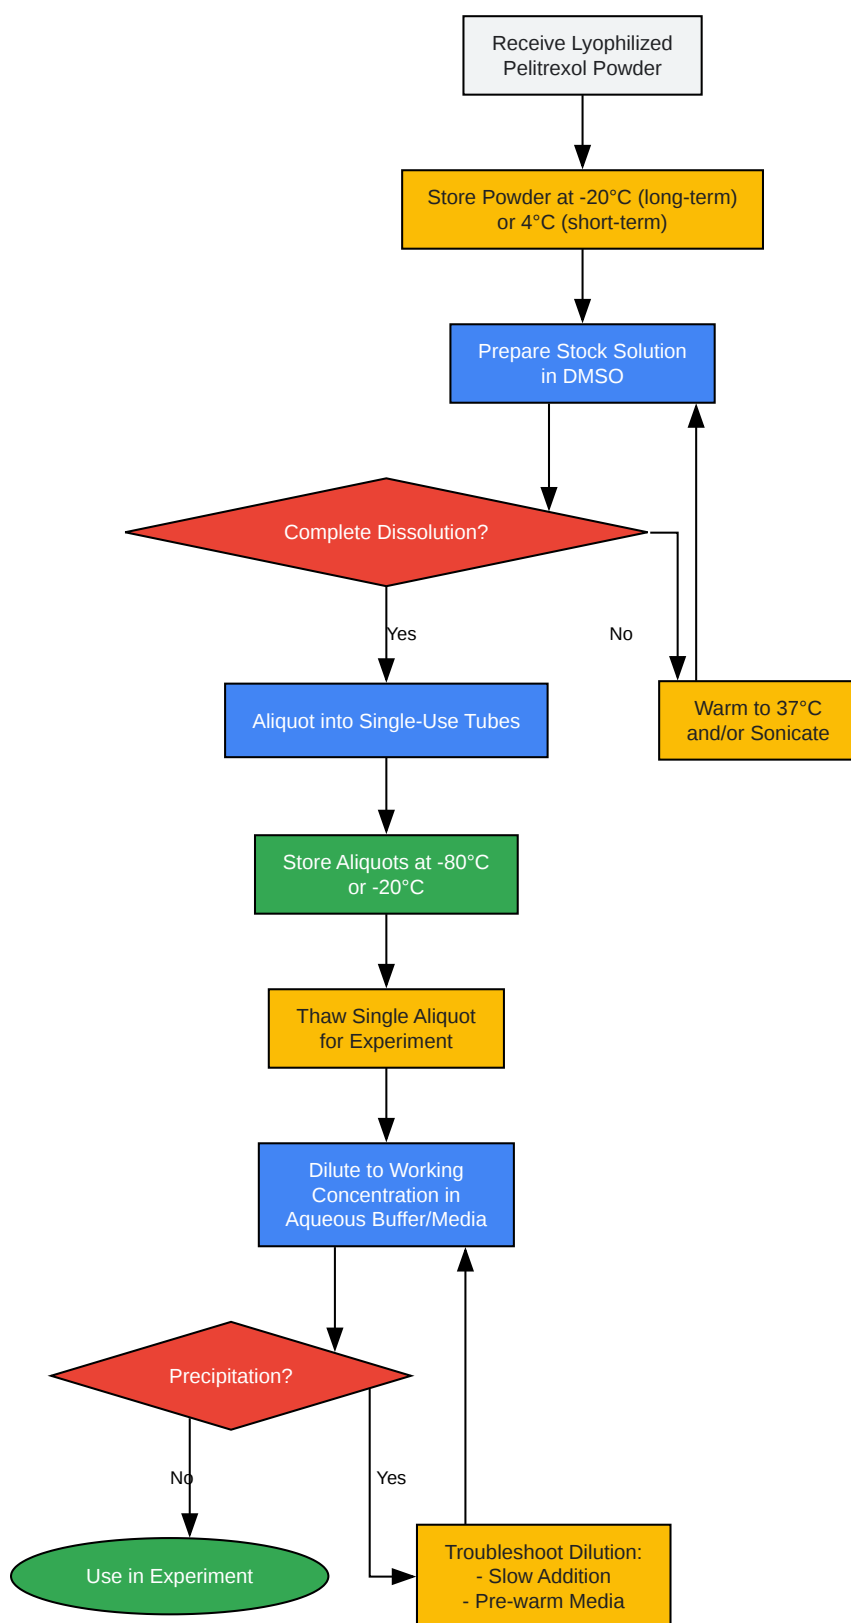 Receive Lyophilized
Pelitrexol Powder
Store Powder at -20°C (long-term)
or 4°C (short-term)
Prepare Stock Solution
in DMSO
Complete Dissolution?
Yes
No
Aliquot into Single-Use Tubes
Warm to 37°C
and/or Sonicate
Store Aliquots at -80°C
or -20°C
Thaw Single Aliquot
for Experiment
Dilute to Working
Concentration in
Aqueous Buffer/Media
Precipitation?
No
Yes
Use in Experiment
Troubleshoot Dilution:
- Slow Addition
- Pre-warm Media